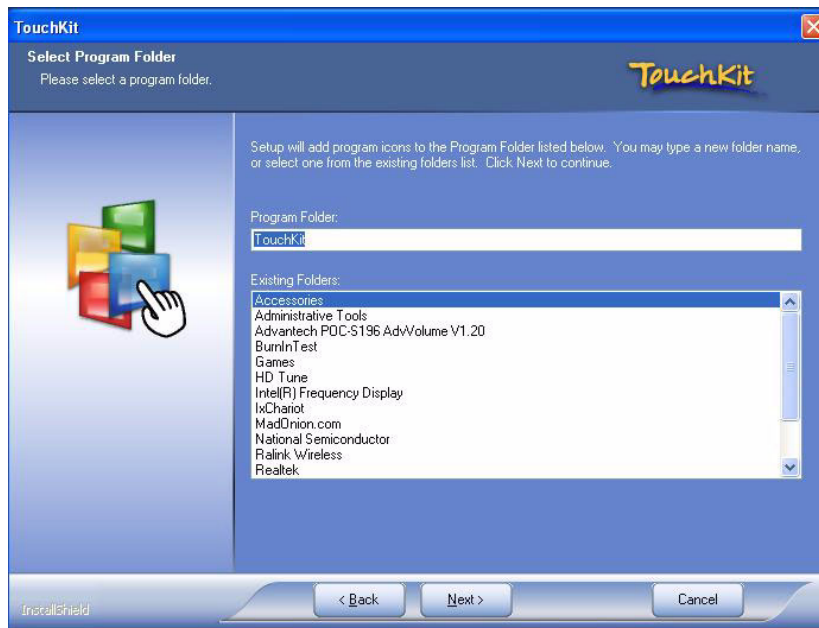 TouchKit
Select Program Folder
Please select a program folder.
TouchKit
Setup will add program icons to the Program Folder listed below. You may type a new folder name,
or select one from the existing folders list. Click Next to continue.
Program Folder:
TouchKit
Existing Folders:
Accessories
Administrative Tools
Advantech POC-S196 AdvVolume V1.20
BurnInTest
Games
HD Tune
Intel(R) Frequency Display
IxChariot
MadOnion.com
National Semiconductor
Ralink Wireless
Realtek
InstallShield
< Back
Next >
Cancel